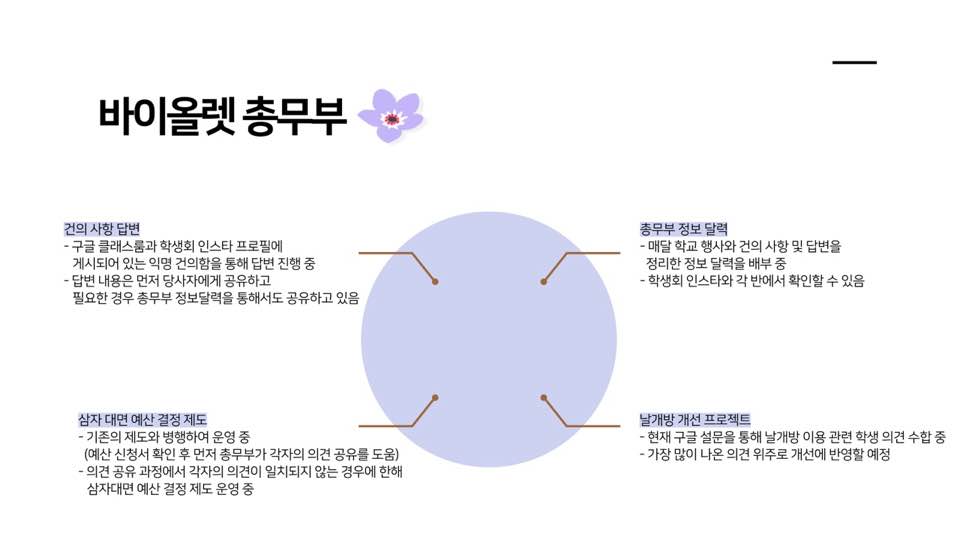 바이올렛 총무부
건의 사항 답변
- 구글 클래스룸과 학생회 인스타 프로필에
게시되어 있는 익명 건의함을 통해 답변 진행 중
- 답변 내용은 먼저 당사자에게 공유하고
필요한 경우 총무부 정보달력을 통해서도 공유하고 있음
총무부 정보 달력
- 매달 학교 행사와 건의 사항 및 답변을
정리한 정보 달력을 배부 중
- 학생회 인스타와 각 반에서 확인할 수 있음
삼자 대면 예산 결정 제도
- 기존의 제도와 병행하여 운영 중
(예산 신청서 확인 후 먼저 총무부가 각자의 의견 공유를 도움)
- 의견 공유 과정에서 각자의 의견이 일치되지 않는 경우에 한해
삼자대면 예산 결정 제도 운영 중
날개방 개선 프로젝트
- 현재 구글 설문을 통해 날개방 이용 관련 학생 의견 수합 중
- 가장 많이 나온 의견 위주로 개선에 반영할 예정